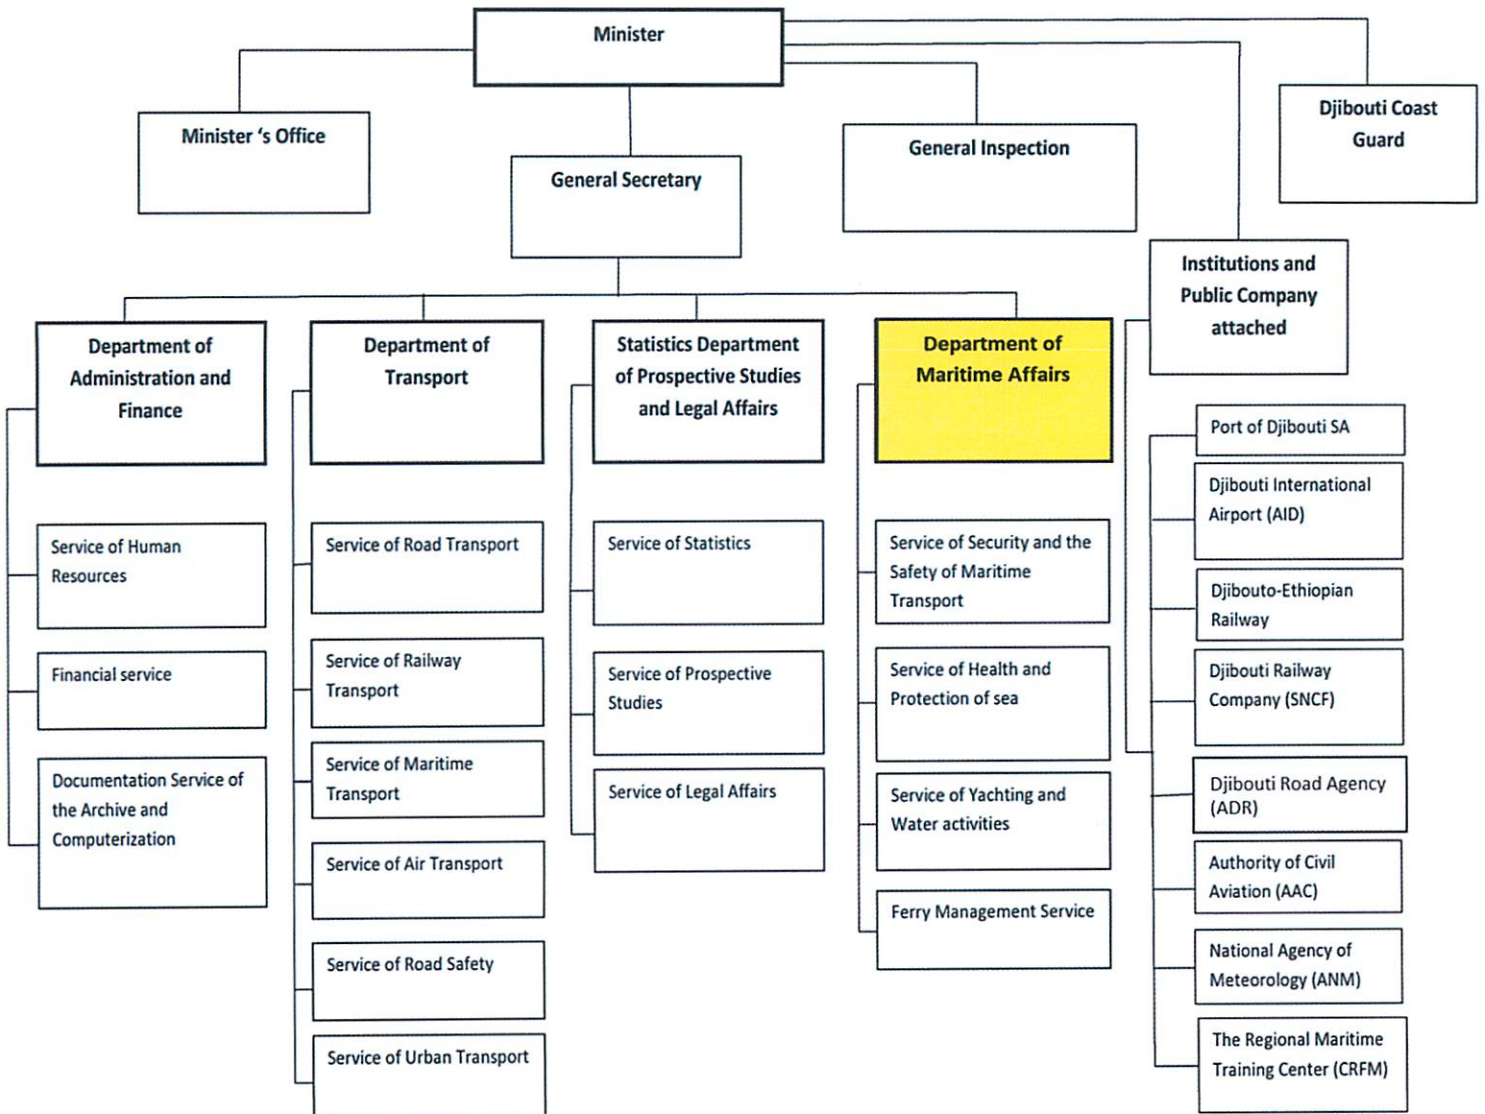 Minister
Minister ‘s Office
General Secretary
General Inspection
Djibouti Coast
Guard
Institutions and
Public Company
attached
Department of
Administration and
Finance
Service of Human
Resources
Financial service
Documentation Service of
the Archive and
Computerization
Department of
Transport
Service of Road Transport
Service of Railway
Transport
Service of Maritime
Transport
Service of Air Transport
Service of Road Safety
Service of Urban Transport
Statistics Department
of Prospective Studies
and Legal Affairs
Service of Statistics
Service of Prospective
Studies
Service of Legal Affairs
Department of
Maritime Affairs
Service of Security and the
Safety of Maritime
Transport
Service of Health and
Protection of sea
Service of Yachting and
Water activities
Ferry Management Service
Port of Djibouti SA
Djibouti International
Airport (AID)
Djibouto-Ethiopian
Railway
Djibouti Railway
Company (SNCF)
Djibouti Road Agency
(ADR)
Authority of Civil
Aviation (AAC)
National Agency of
Meteorology (ANM)
The Regional Maritime
Training Center (CRFM)